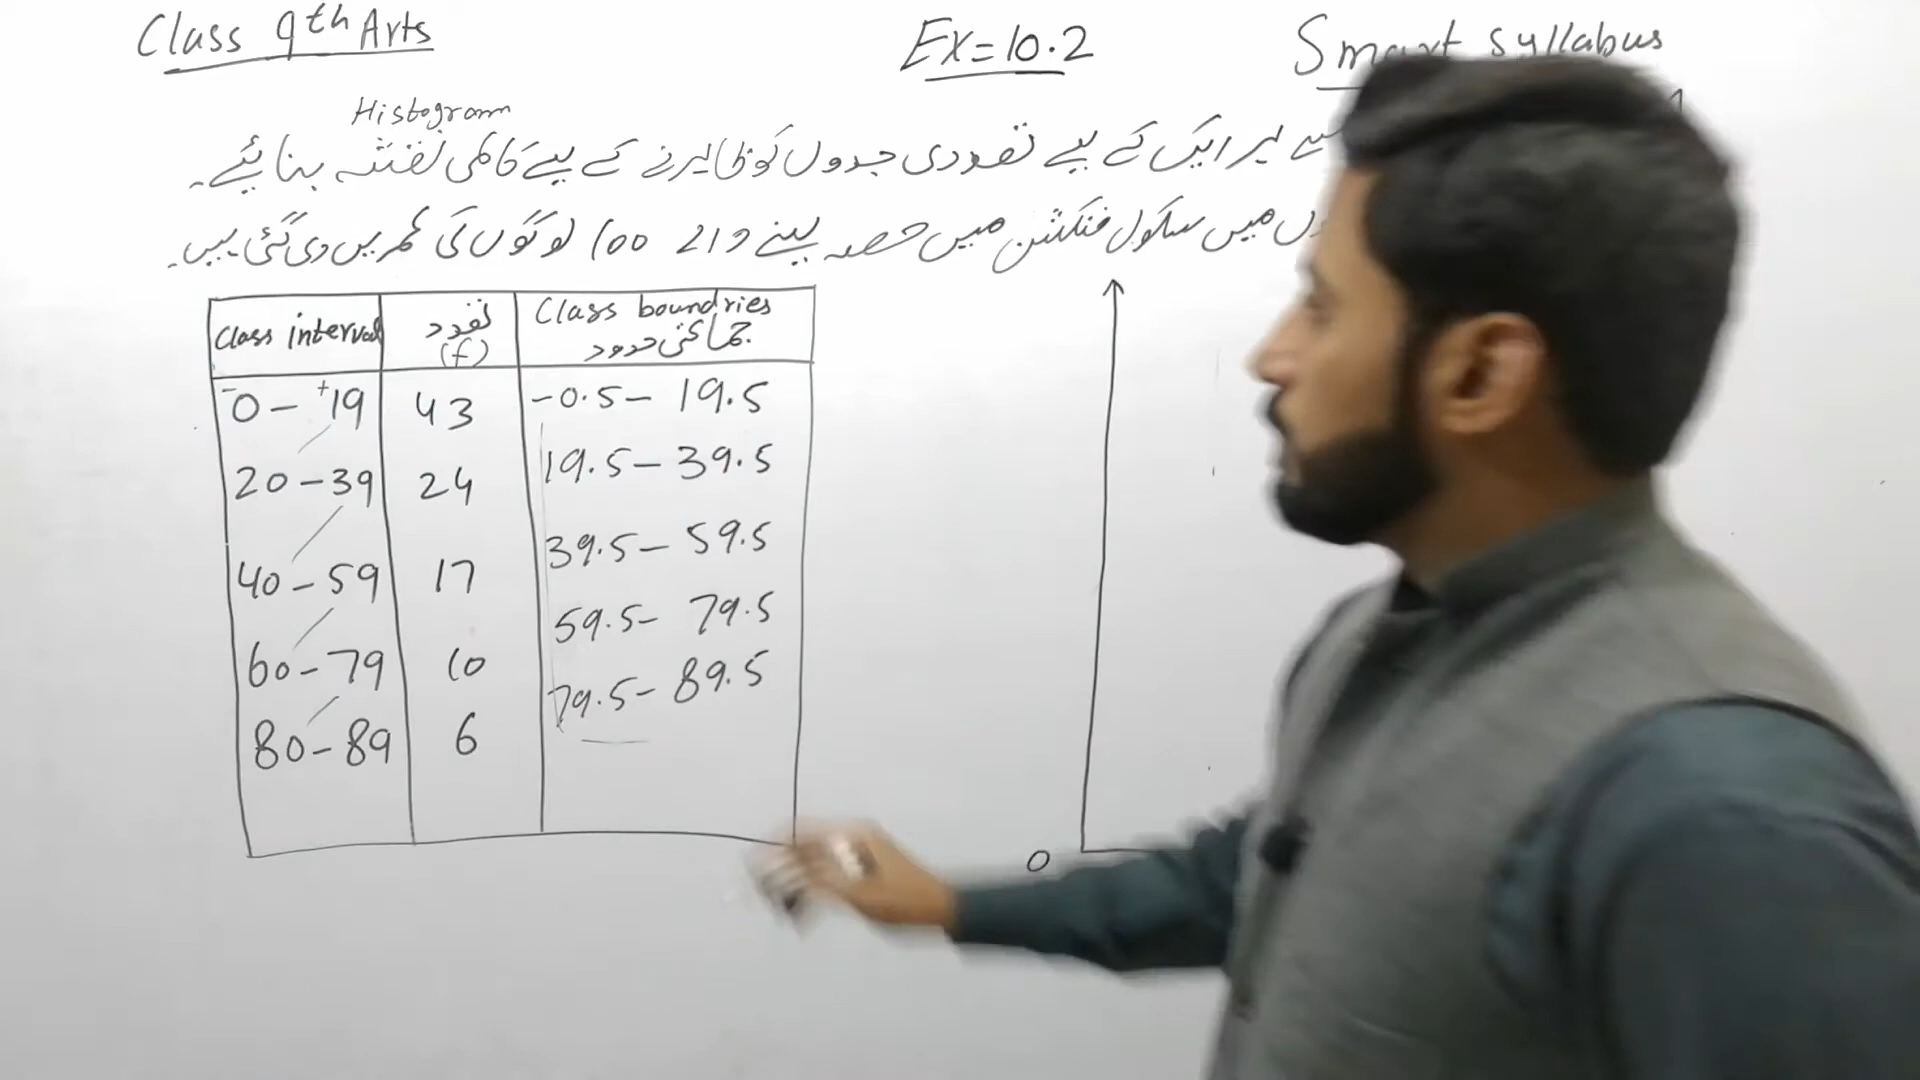 Class 9th Arts
Ex=10.2
Smart syllabus
Histogram
ہر ایک کے لیے تعددی جدول کو ظاہر کرنے کے لیے کالمی نقشہ بنائیے۔
میں سکول فنکشن میں حصہ لینے والے 100 لوگوں کی عمریں دی گئی ہیں۔
Class interval تعدد (f) Class boundries جماعتی حدود
0 – 19 43 -0.5 – 19.5
20 – 39 24 19.5 – 39.5
40 – 59 17 39.5 – 59.5
60 – 79 10 59.5 – 79.5
80 – 89 6 79.5 – 89.5
0